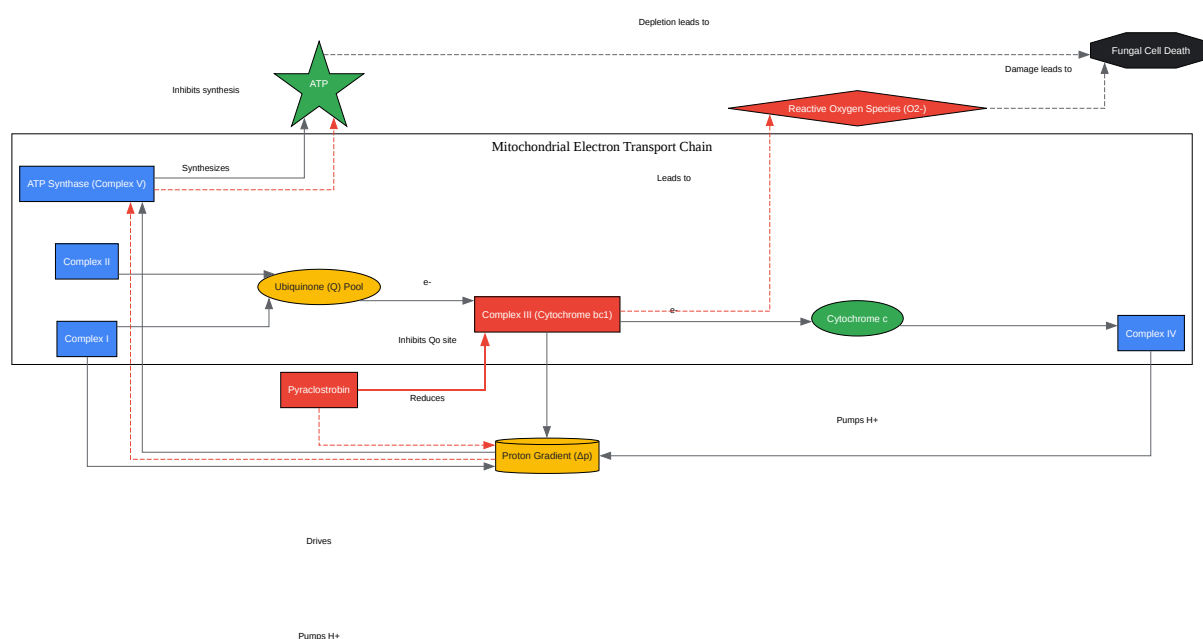 Depletion leads to
Fungal Cell Death
Damage leads to
ATP
Inhibits synthesis
Reactive Oxygen Species (O2-)
Mitochondrial Electron Transport Chain
Synthesizes
Leads to
ATP Synthase (Complex V)
Complex II
Ubiquinone (Q) Pool
e-
Complex III (Cytochrome bc1)
e-
Cytochrome c
Complex IV
Complex I
Inhibits Qo site
Pyraclostrobin
Reduces
Pumps H+
Proton Gradient (Δp)
Drives
Pumps H+